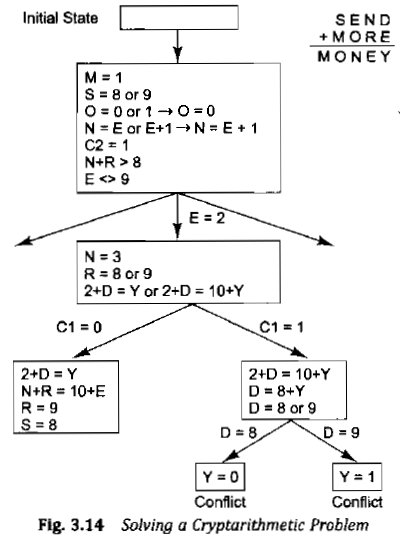 Initial State
SEND
+MORE
MONEY
M = 1
S = 8 or 9
O = 0 or 1 → O = 0
N = E or E+1 → N = E + 1
C2 = 1
N+R > 8
E <> 9
E = 2
N = 3
R = 8 or 9
2+D = Y or 2+D = 10+Y
C1 = 0
C1 = 1
2+D = Y
N+R = 10+E
R = 9
S = 8
2+D = 10+Y
D = 8+Y
D = 8 or 9
D = 8
D = 9
Y = 0
Y = 1
Conflict
Conflict
Fig. 3.14 Solving a Cryptarithmetic Problem